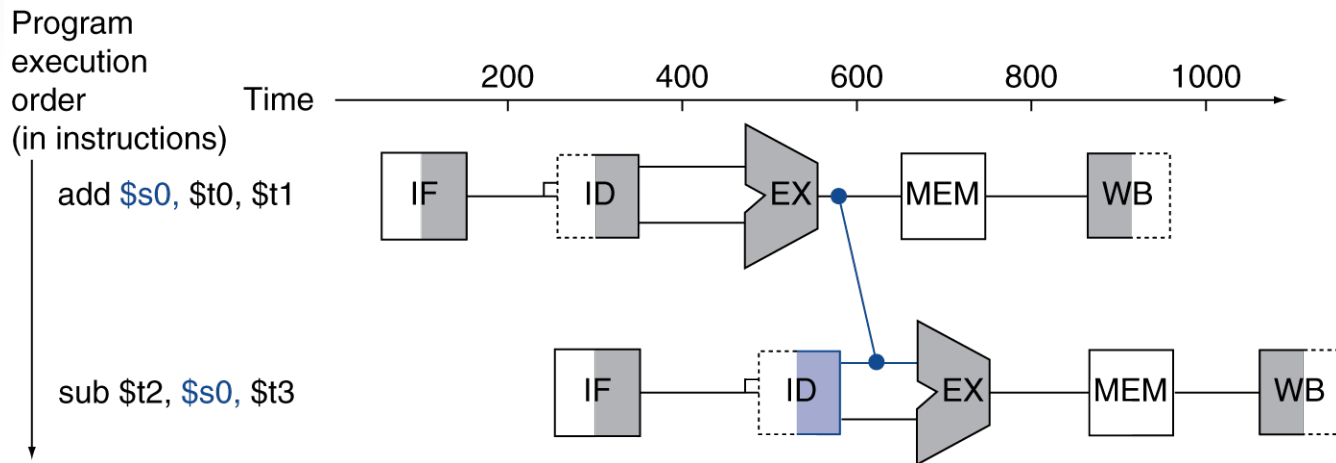 Program
execution
order
(in instructions)
Time
200 400 600 800 1000
add $s0, $t0, $t1
IF ID EX MEM WB
sub $t2, $s0, $t3
IF ID EX MEM WB